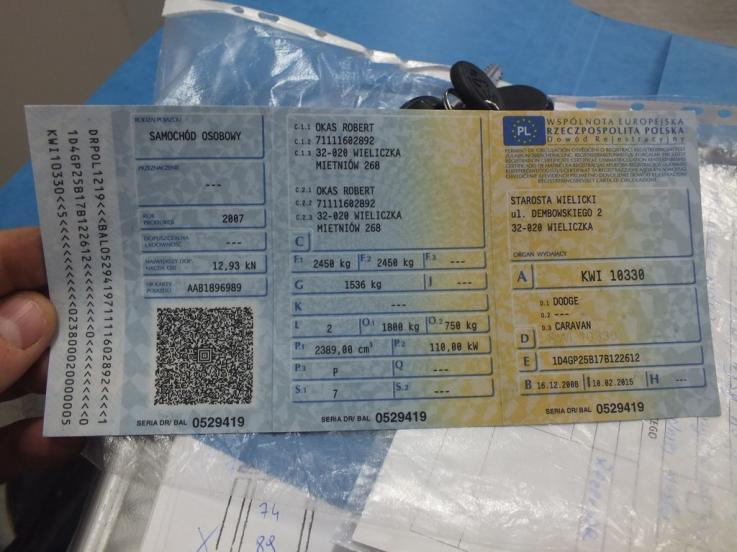 DRPOL1219<<<BAL05294197111602892<<<1
1D4GP25B17B122612<<<<<<<0<<<<<<<<<<0
KWI10330<<5<<<<<<<<<<023800020000005
RODZAJ POJAZDU
SAMOCHÓD OSOBOWY
PRZEZNACZENIE
---
ROK PRODUKCJI 2007
DOPUSZCZALNA ŁADOWNOŚĆ ---
NAJWIĘKSZY DOP. NACISK OSI 12,93 kN
NR KARTY POJAZDU AAB1896989
SERIA DR/ BAL 0529419
C.1.1 OKAS ROBERT
C.1.2 71111602892
C.1.3 32-020 WIELICZKA
MIETNIÓW 268
C.2.1 OKAS ROBERT
C.2.2 71111602892
C.2.3 32-020 WIELICZKA
MIETNIÓW 268
C
F.1 2450 kg F.2 2450 kg F.3 ---
G 1536 kg J ---
K ---
L 2 O.1 1800 kg O.2 750 kg
P.1 2389,00 cm³ P.2 110,00 kW
P.3 P Q ---
S.1 7 S.2 ---
SERIA DR/ BAL 0529419
PL
WSPÓLNOTA EUROPEJSKA
RZECZPOSPOLITA POLSKA
Dowód Rejestracyjny
STAROSTA WIELICKI
ul. DEMBOWSKIEGO 2
32-020 WIELICZKA
ORGAN WYDAJĄCY
A KWI 10330
D.1 DODGE
D.2 ---
D.3 CARAVAN
D
E 1D4GP25B17B122612
B 16.12.2008 I 10.02.2015 H ---
SERIA DR/ BAL 0529419
74